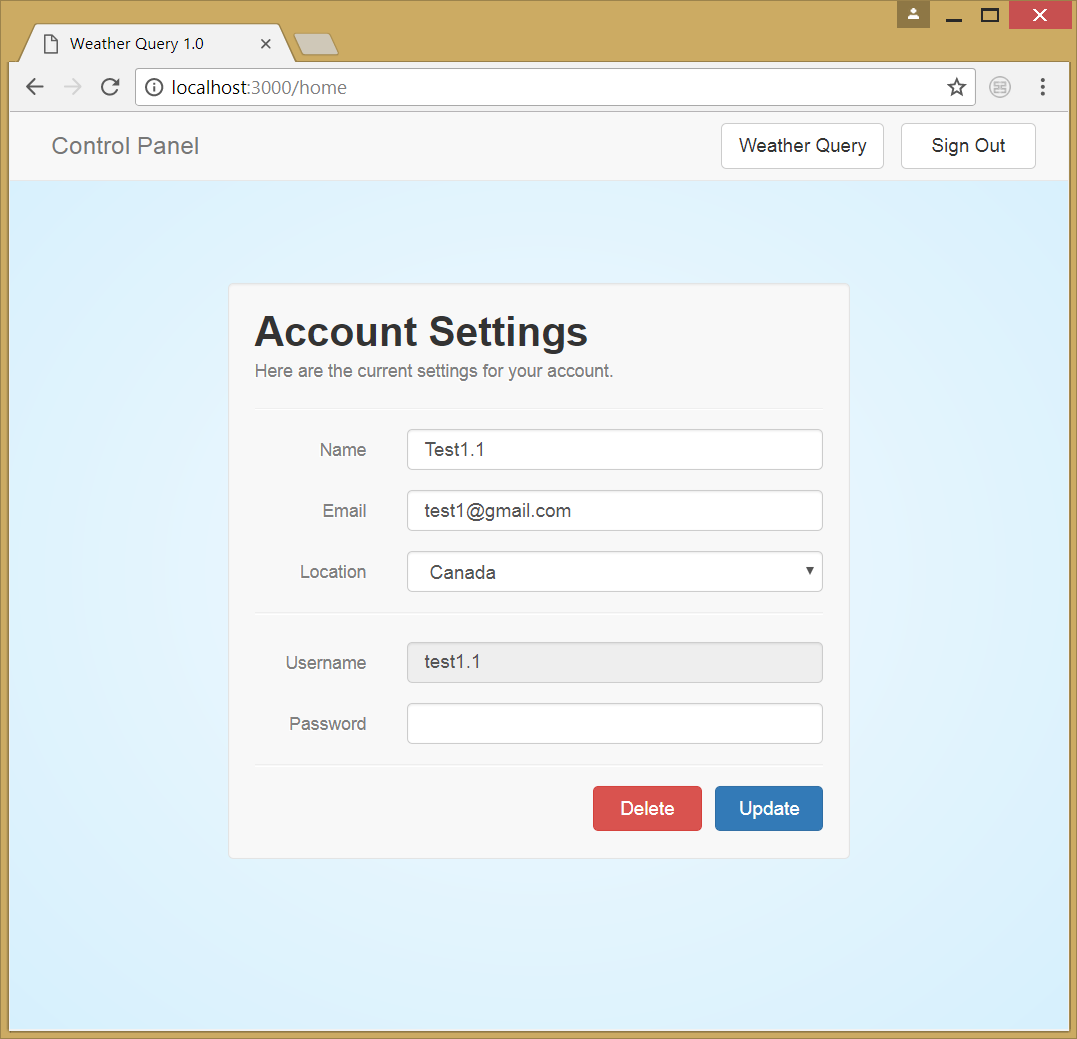 Weather Query 1.0
localhost:3000/home
Control Panel
Weather Query
Sign Out
Account Settings
Here are the current settings for your account.
Name
Test1.1
Email
test1@gmail.com
Location
Canada
Username
test1.1
Password
Delete
Update